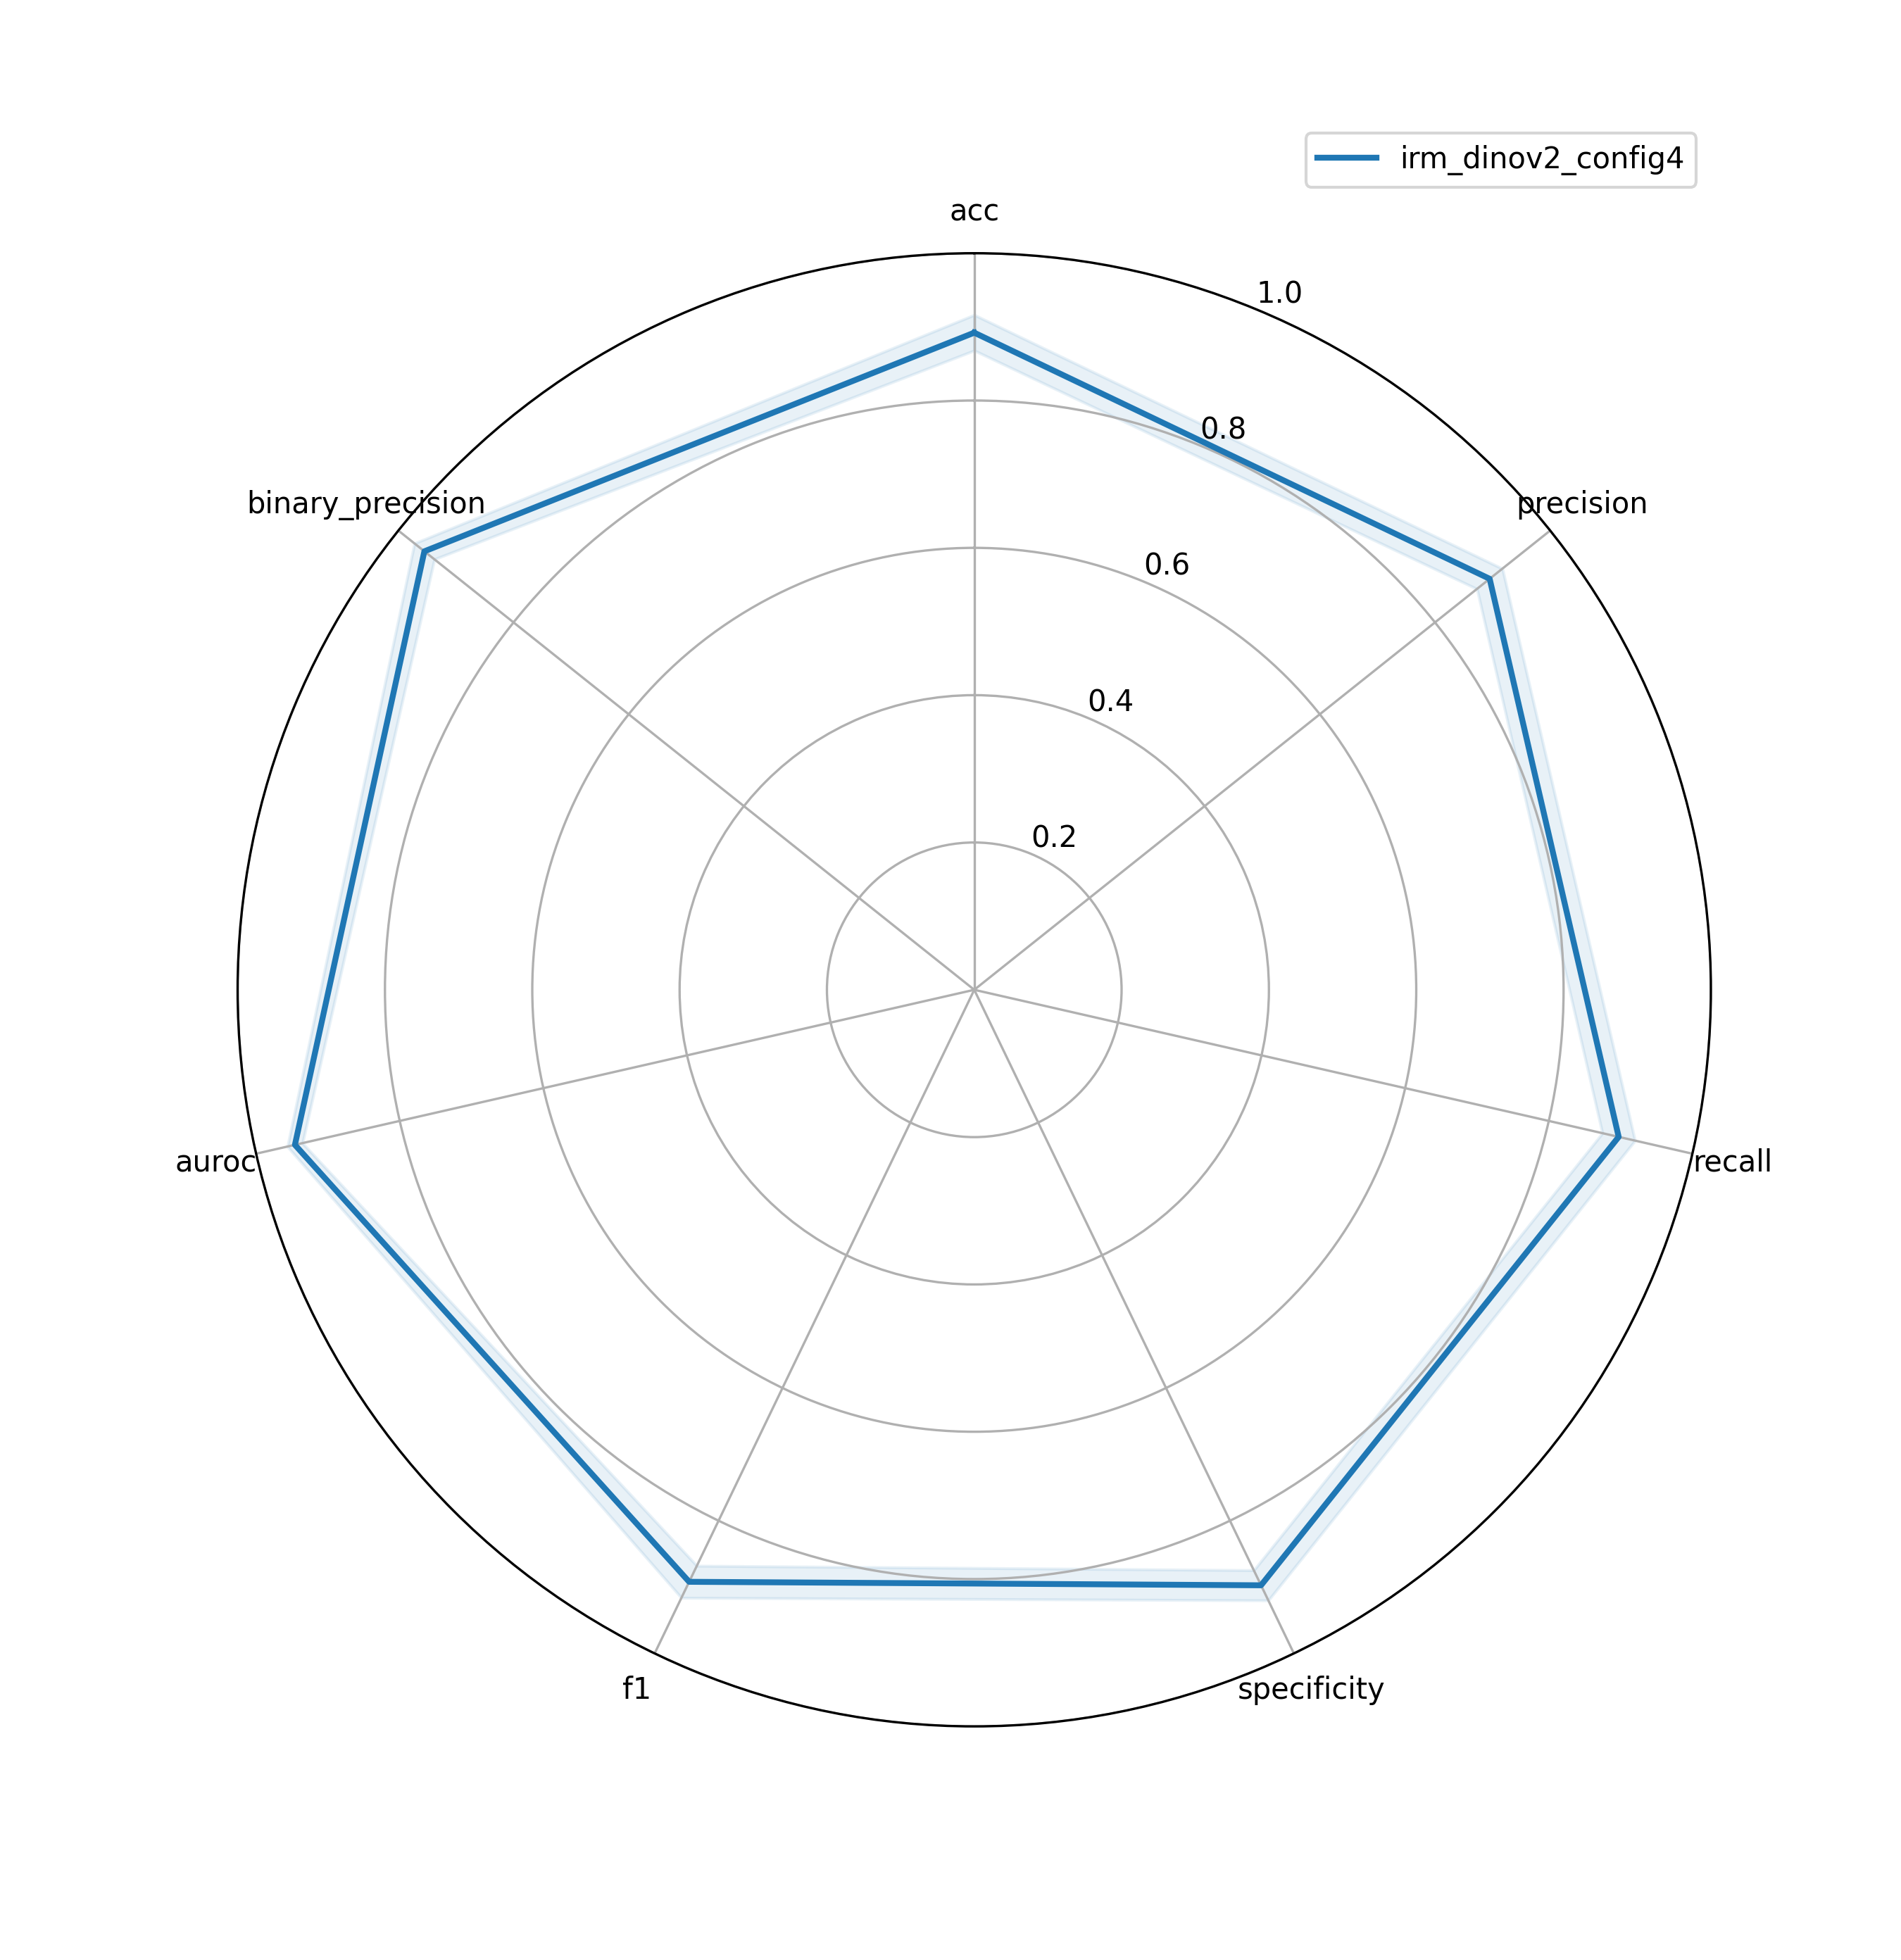 irm_dinov2_config4
acc
1.0
0.8
binary_precision
precision
0.6
0.4
0.2
auroc
recall
f1
specificity